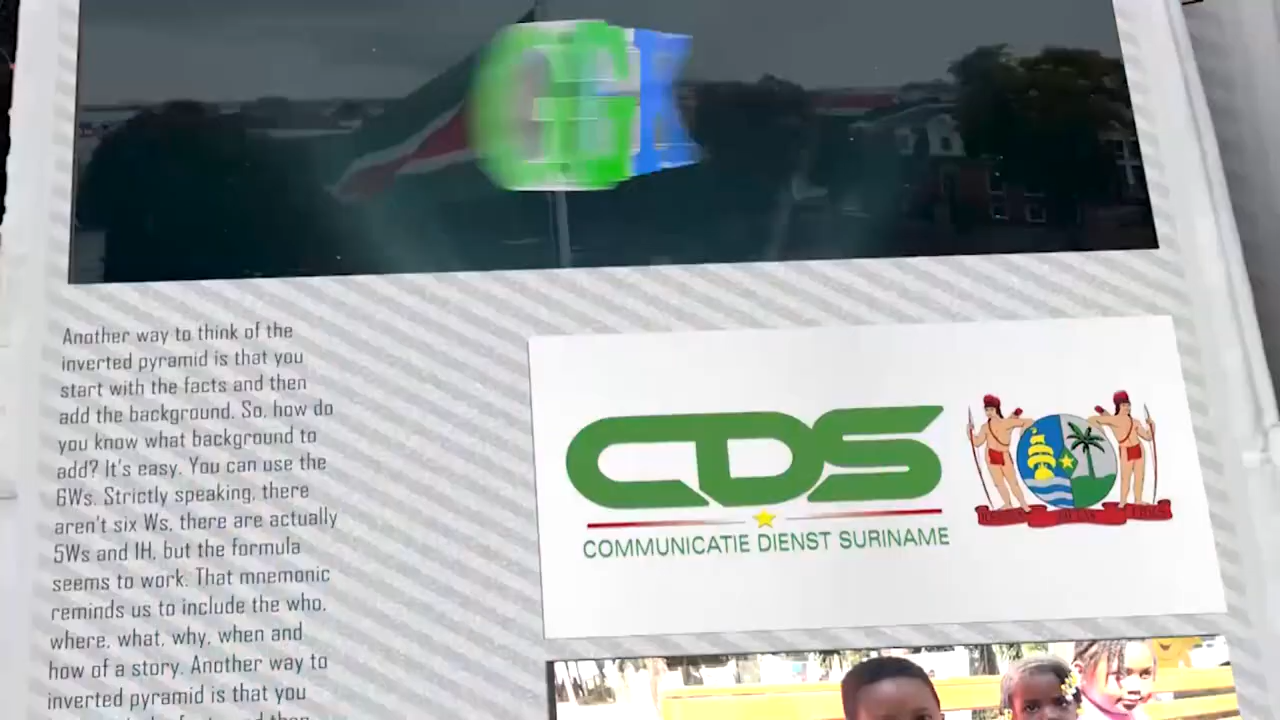 Another way to think of the
inverted pyramid is that you
start with the facts and then
add the background. So, how do
you know what background to
add? It's easy. You can use the
6Ws. Strictly speaking, there
aren't six Ws, there are actually
5Ws and 1H, but the formula
seems to work. That mnemonic
reminds us to include the who,
where, what, why, when and
how of a story. Another way to
inverted pyramid is that you
CDS
COMMUNICATIE DIENST SURINAME